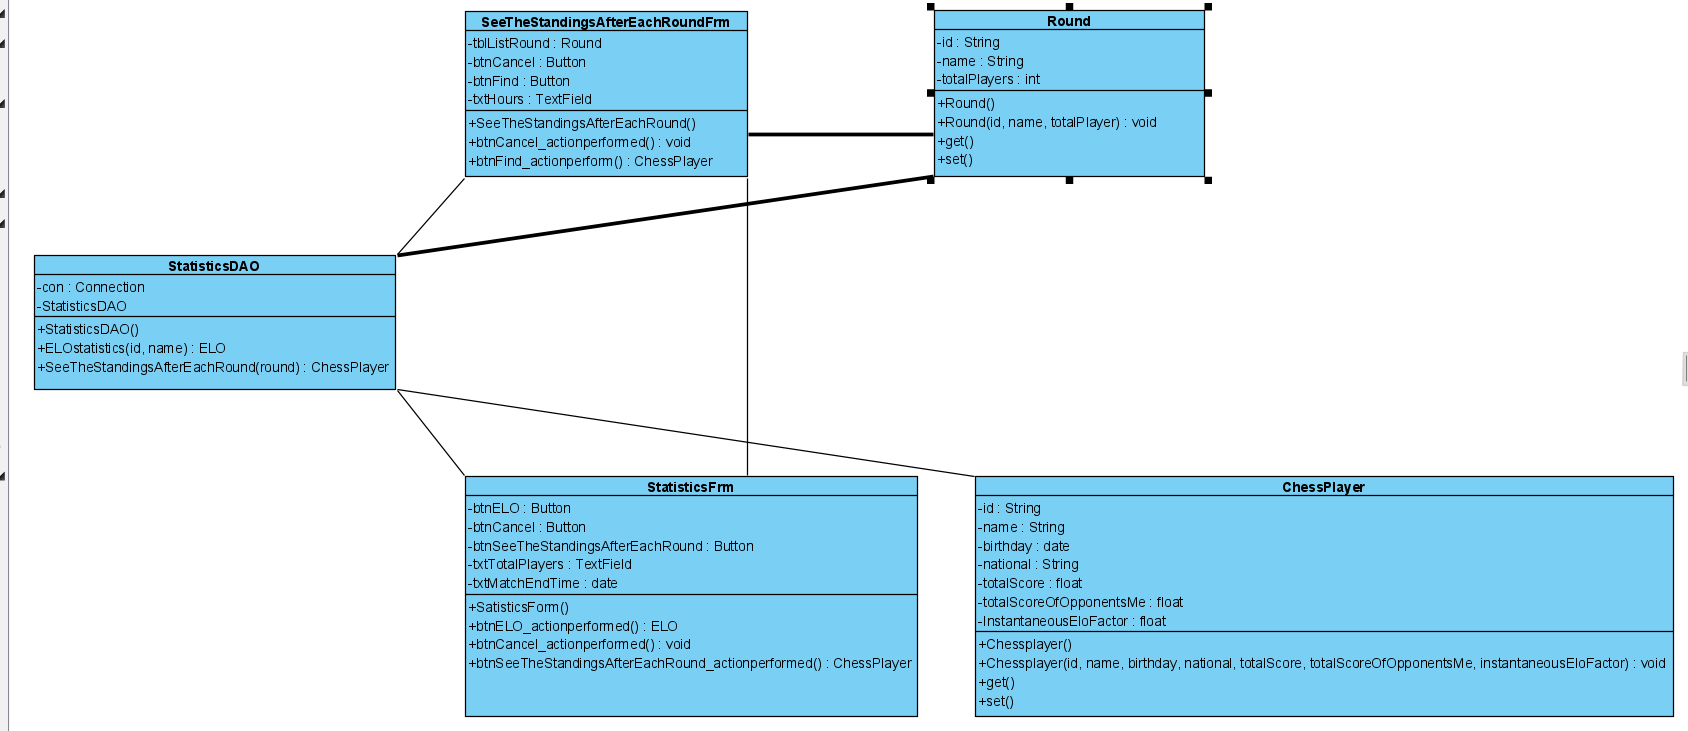 SeeTheStandingsAfterEachRoundFrm
-tblListRound : Round
-btnCancel : Button
-btnFind : Button
-txtHours : TextField
+SeeTheStandingsAfterEachRound()
+btnCancel_actionperformed() : void
+btnFind_actionperform() : ChessPlayer
Round
-id : String
-name : String
-totalPlayers : int
+Round()
+Round(id, name, totalPlayer) : void
+get()
+set()
StatisticsDAO
-con : Connection
-StatisticsDAO
+StatisticsDAO()
+ELOstatistics(id, name) : ELO
+SeeTheStandingsAfterEachRound(round) : ChessPlayer
StatisticsFrm
-btnELO : Button
-btnCancel : Button
-btnSeeTheStandingsAfterEachRound : Button
-txtTotalPlayers : TextField
-txtMatchEndTime : date
+SatisticsForm()
+btnELO_actionperformed() : ELO
+btnCancel_actionperformed() : void
+btnSeeTheStandingsAfterEachRound_actionperformed() : ChessPlayer
ChessPlayer
-id : String
-name : String
-birthday : date
-national : String
-totalScore : float
-totalScoreOfOpponentsMe : float
-InstantaneousEloFactor : float
+Chessplayer()
+Chessplayer(id, name, birthday, national, totalScore, totalScoreOfOpponentsMe, instantaneousEloFactor) : void
+get()
+set()